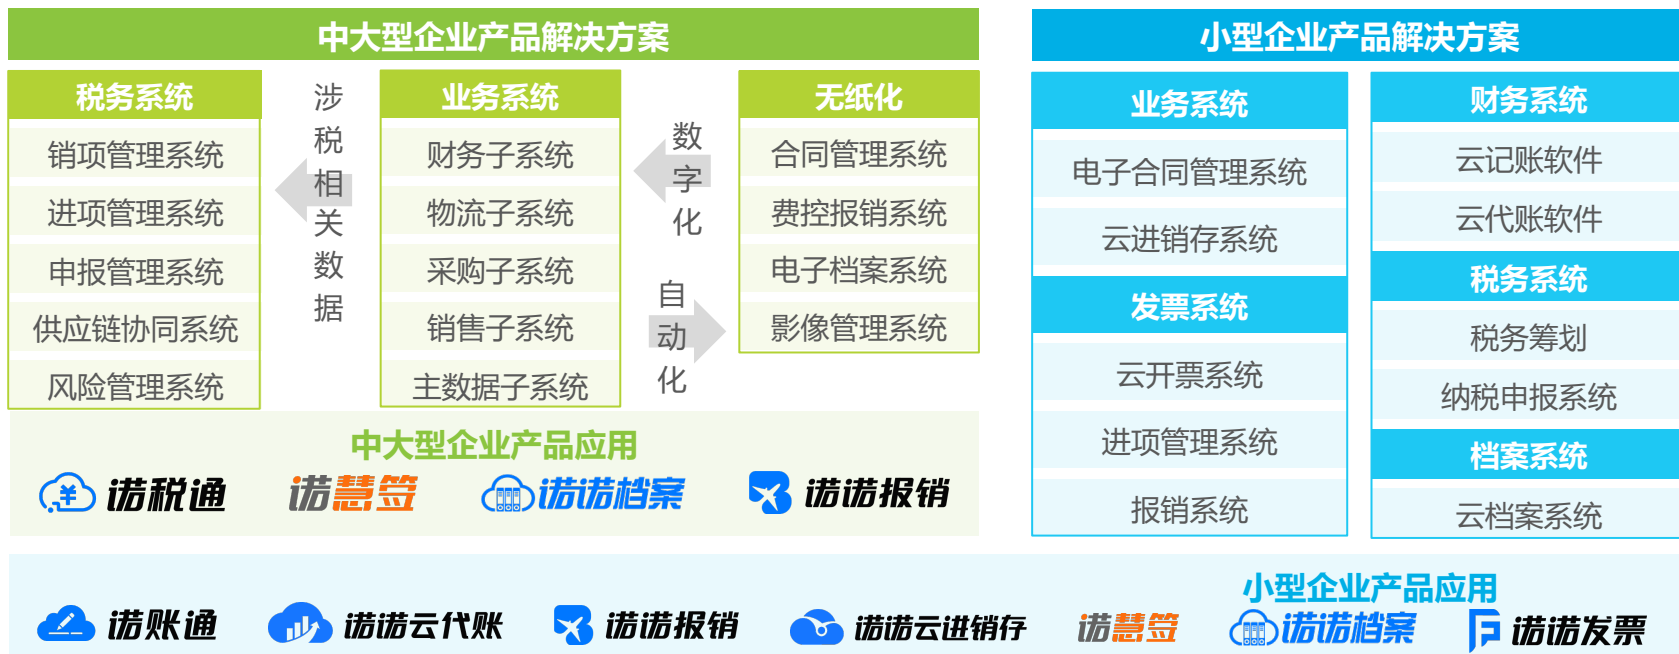 中大型企业产品解决方案
税务系统
销项管理系统
进项管理系统
申报管理系统
供应链协同系统
风险管理系统
涉税相关数据
业务系统
财务子系统
物流子系统
采购子系统
销售子系统
主数据子系统
数字化
自动化
无纸化
合同管理系统
费控报销系统
电子档案系统
影像管理系统
中大型企业产品应用
诺税通
诺慧签
诺诺档案
诺诺报销
小型企业产品解决方案
业务系统
电子合同管理系统
云进销存系统
发票系统
云开票系统
进项管理系统
报销系统
财务系统
云记账软件
云代账软件
税务系统
税务筹划
纳税申报系统
档案系统
云档案系统
小型企业产品应用
诺账通
诺诺云代账
诺诺报销
诺诺云进销存
诺慧签
诺诺档案
诺诺发票